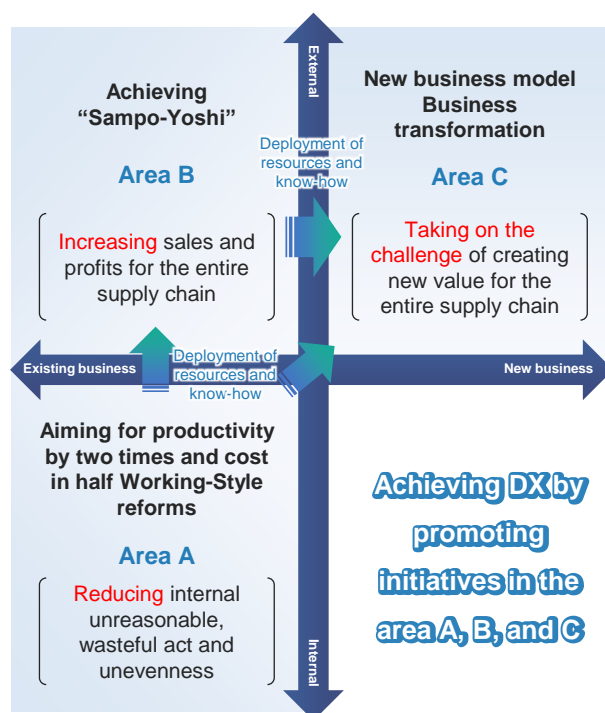 External
Achieving
“Sampo-Yoshi”
Area B
Increasing sales and
profits for the entire
supply chain
Deployment of
resources and
know-how
New business model
Business
transformation
Area C
Taking on the
challenge of creating
new value for the
entire supply chain
Existing business
Deployment of
resources and
know-how
New business
Aiming for productivity
by two times and cost
in half Working-Style
reforms
Area A
Reducing internal
unreasonable,
wasteful act and
unevenness
Achieving DX by
promoting
initiatives in the
area A, B, and C
Internal